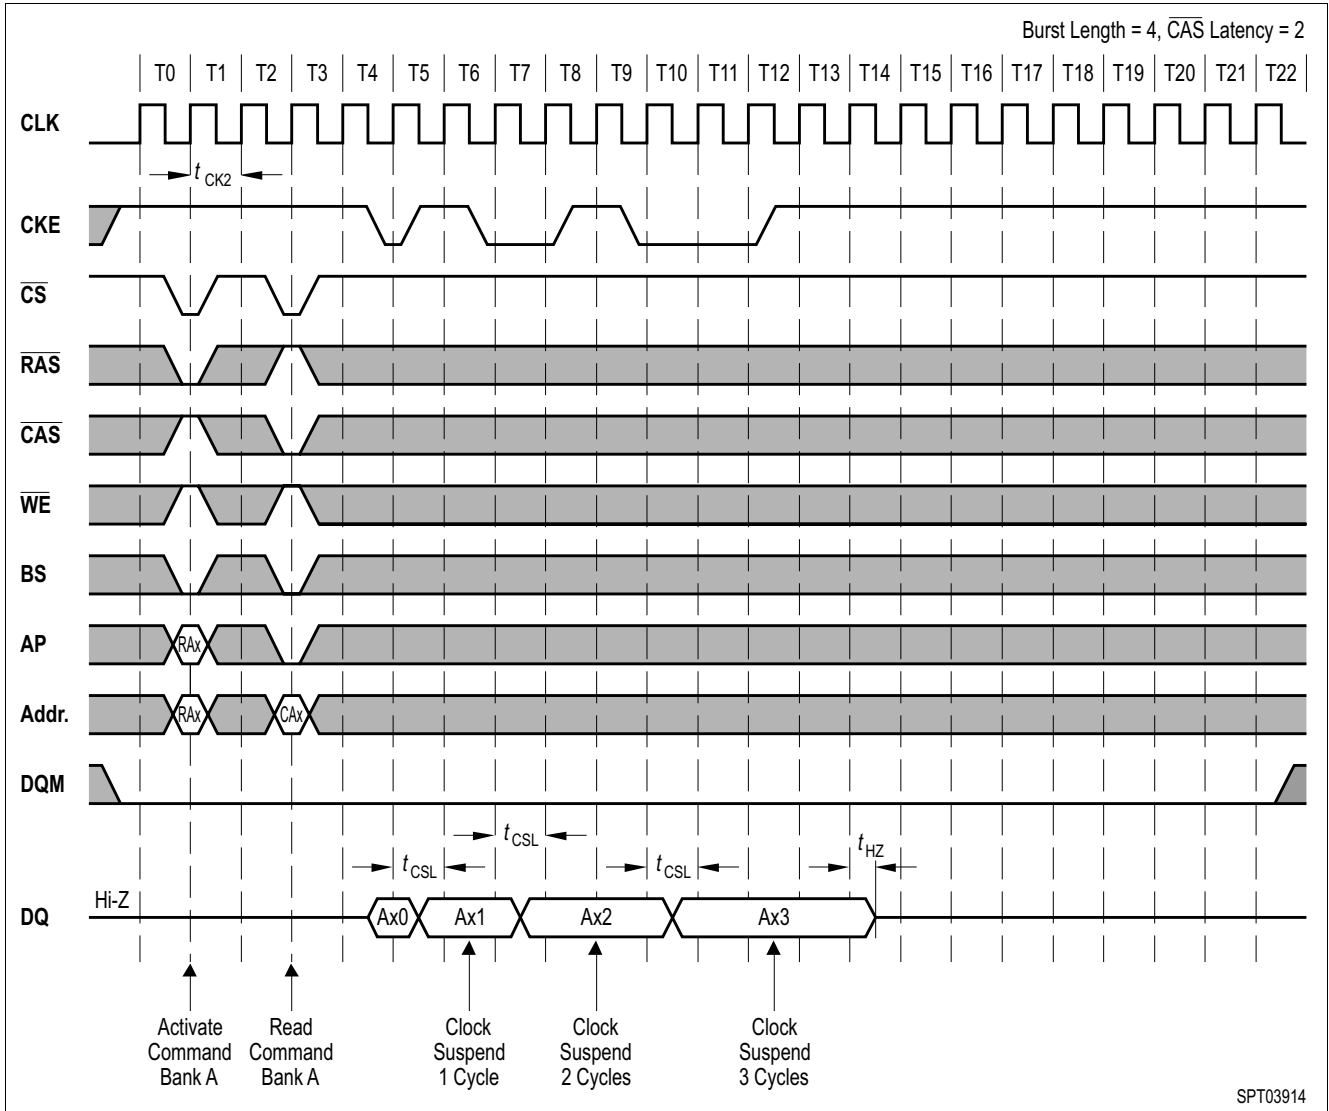 Burst Length = 4, CAS Latency = 2
T0 T1 T2 T3 T4 T5 T6 T7 T8 T9 T10 T11 T12 T13 T14 T15 T16 T17 T18 T19 T20 T21 T22
CLK
t CK2
CKE
CS
RAS
CAS
WE
BS
AP RAx
Addr. RAx CAx
DQM
t CSL
t CSL
t CSL
t HZ
Hi-Z
DQ Ax0 Ax1 Ax2 Ax3
Activate
Command
Bank A
Read
Command
Bank A
Clock
Suspend
1 Cycle
Clock
Suspend
2 Cycles
Clock
Suspend
3 Cycles
SPT03914